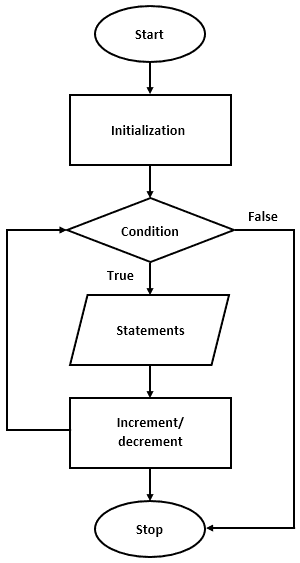 Start
Initialization
Condition
False
True
Statements
Increment/
decrement
Stop